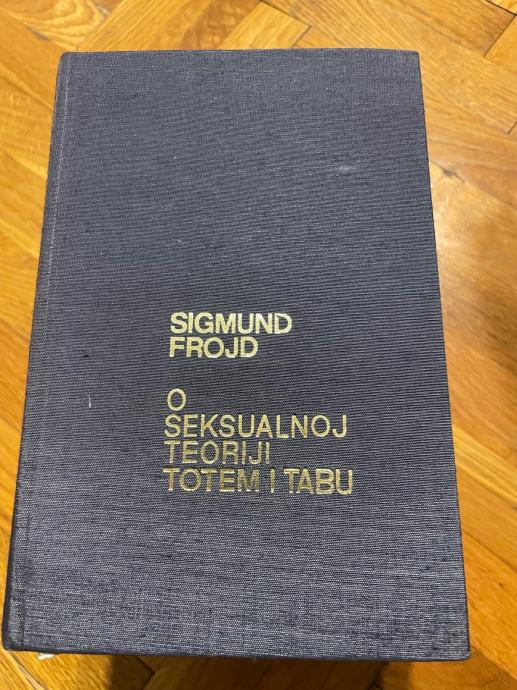 SIGMUND
FROJD
O
SEKSUALNOJ
TEORIJI
TOTEM I TABU